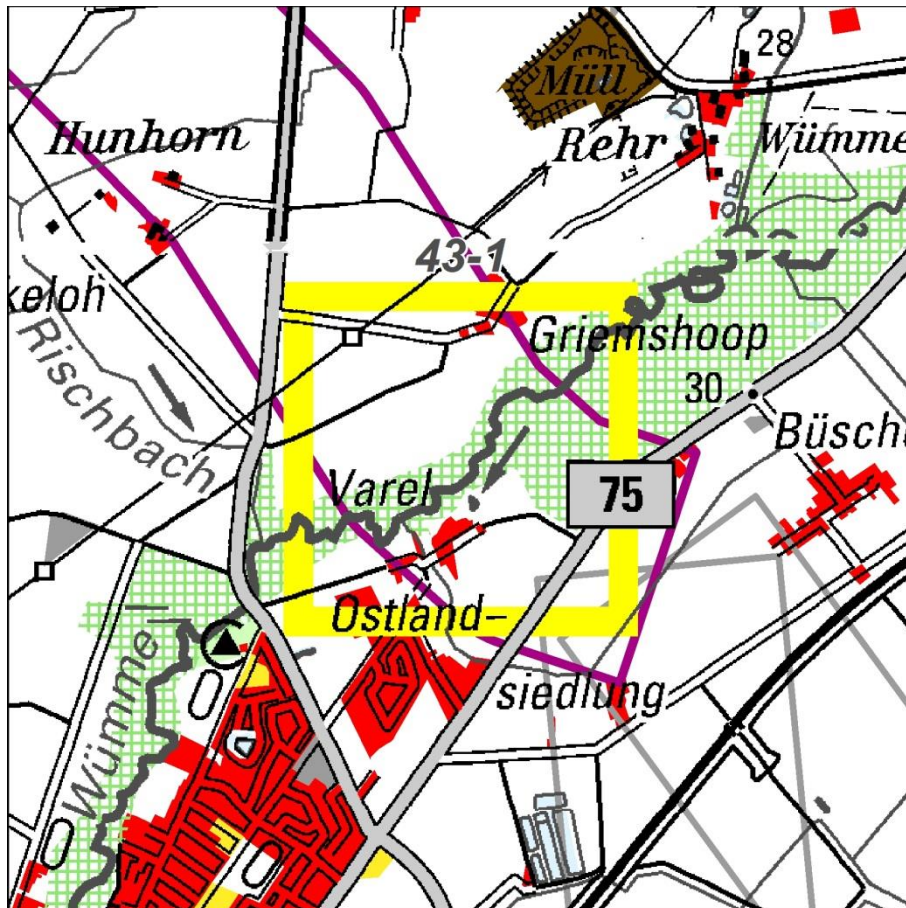 28
Müll
Hunhorn
Rehr
Wümme
43-1
keloh
Griemshoop
Rischbach
30
Büsch
Varel
75
Ostland-
siedlung
Wümme